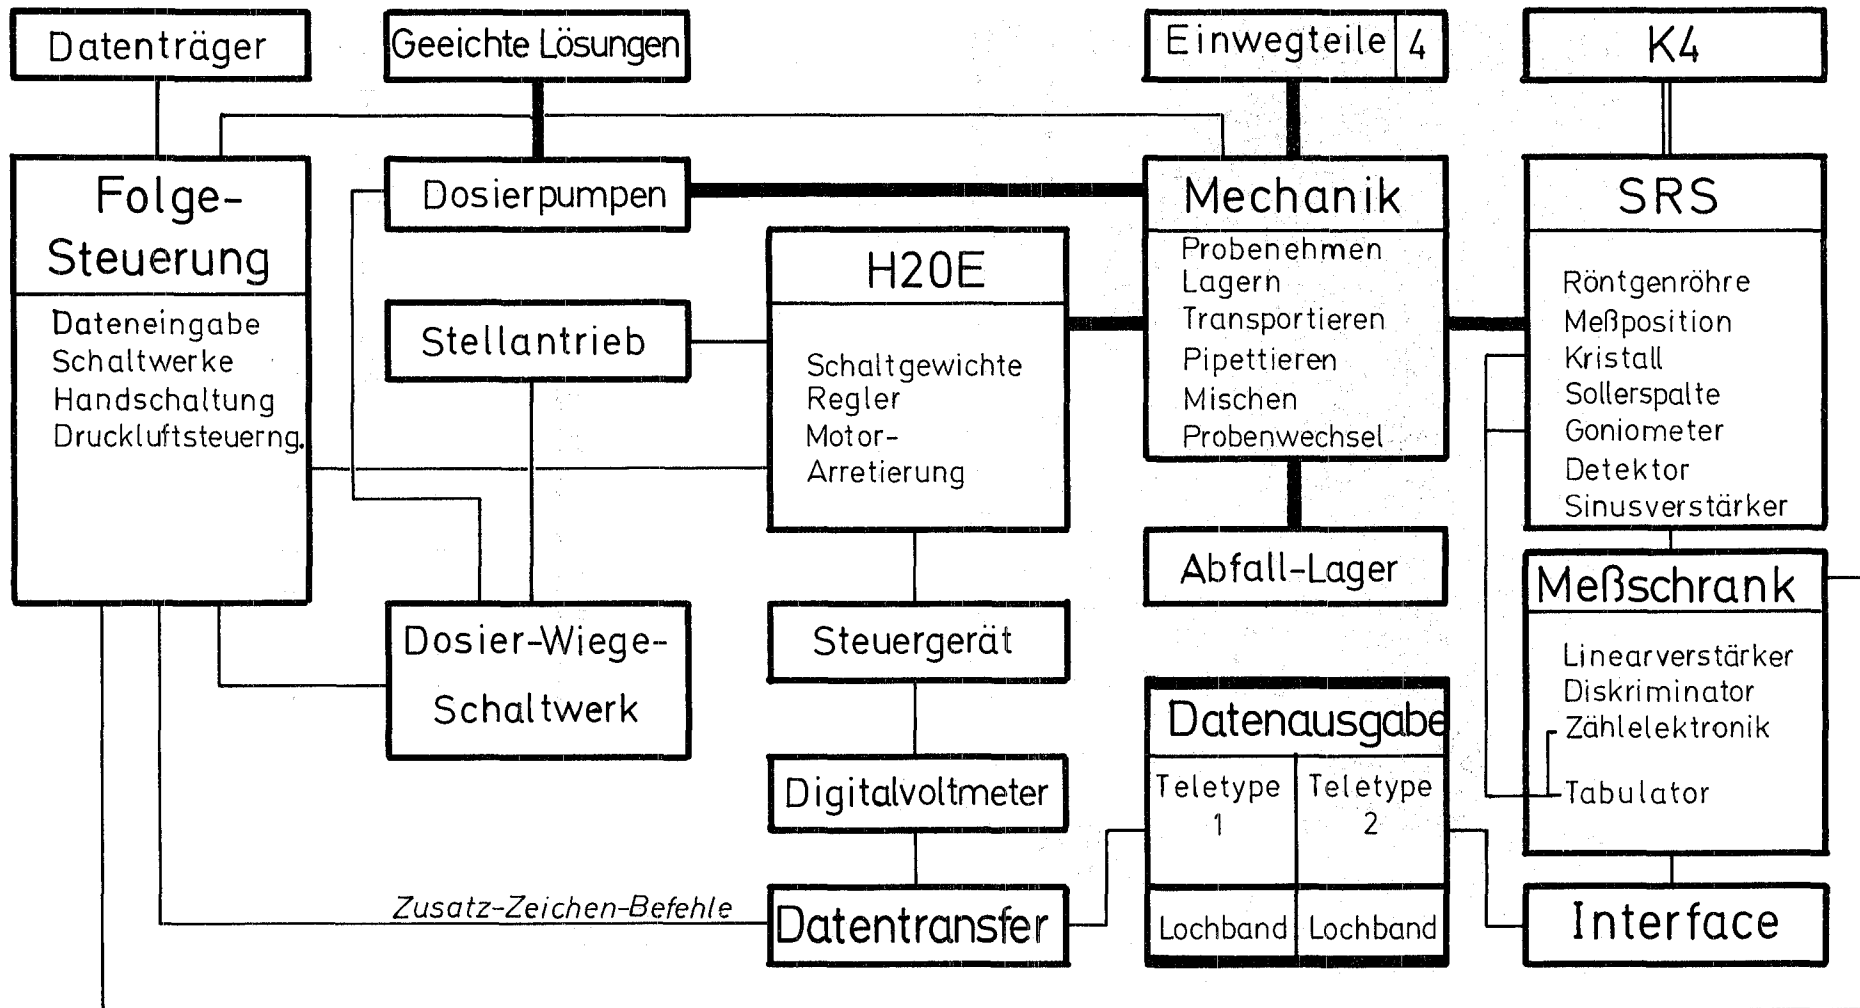 Datenträger
Geeichte Lösungen
Einwegteile 4
K4
Folge-
Steuerung
Dateneingabe
Schaltwerke
Handschaltung
Druckluftsteuerng.
Dosierpumpen
Stellantrieb
Dosier-Wiege-
Schaltwerk
H20E
Schaltgewichte
Regler
Motor-
Arretierung
Steuergerät
Digitalvoltmeter
Zusatz-Zeichen-Befehle
Datentransfer
Mechanik
Probenehmen
Lagern
Transportieren
Pipettieren
Mischen
Probenwechsel
Abfall-Lager
Datenausgabe
Teletype
1
Teletype
2
Lochband
Lochband
SRS
Röntgenröhre
Meßposition
Kristall
Sollerspalte
Goniometer
Detektor
Sinusverstärker
Meßschrank
Linearverstärker
Diskriminator
Zählelektronik
Tabulator
Interface